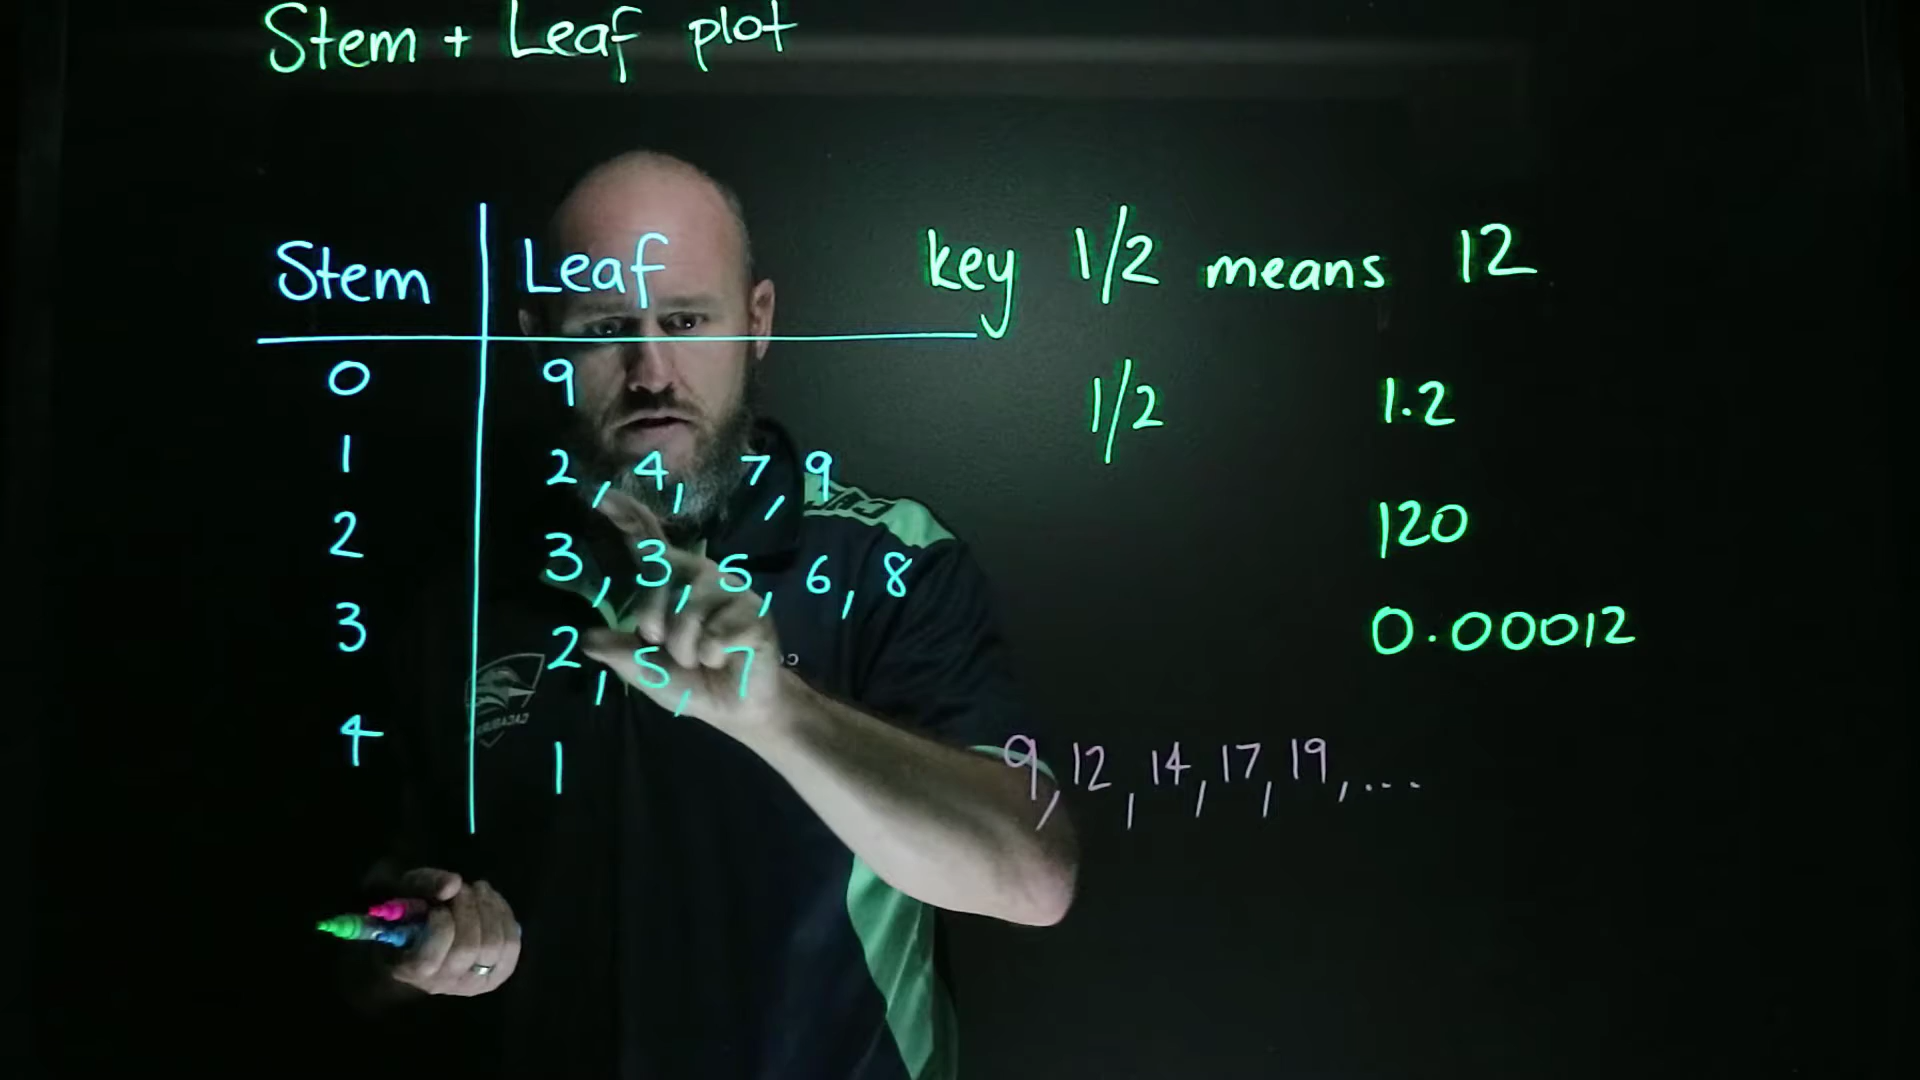 Stem + Leaf plot
Stem Leaf
0 9
1 2, 4, 7, 9
2 3, 3, 5, 6, 8
3 2, 5, 7
4 1
key 1/2 means 12
1/2 1.2
120
0.00012
9, 12, 14, 17, 19, ...